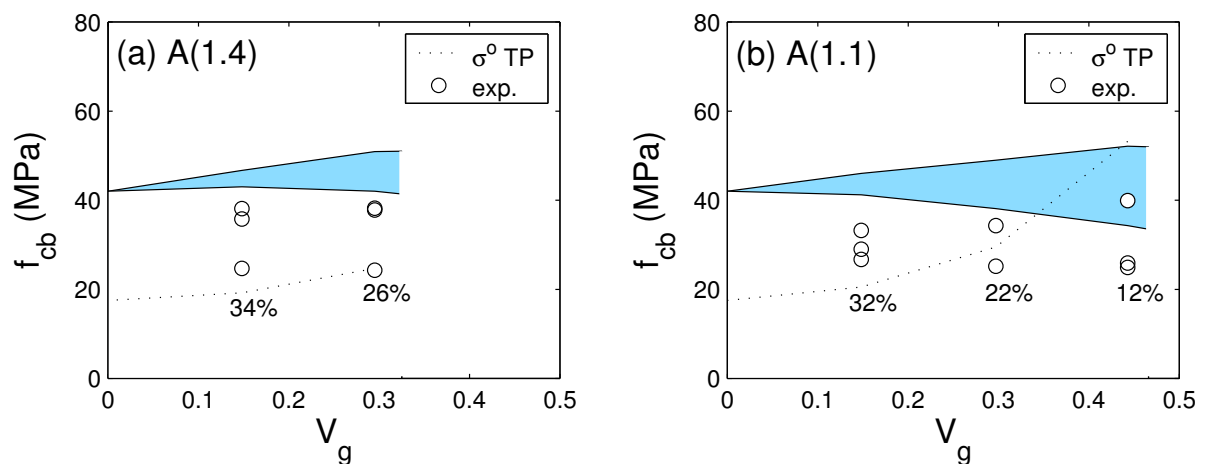 (a) A(1.4)
σ° TP
exp.
f_cb (MPa)
80
60
40
20
0
34%
26%
0 0.1 0.2 0.3 0.4 0.5
V_g
(b) A(1.1)
σ° TP
exp.
f_cb (MPa)
80
60
40
20
0
32%
22%
12%
0 0.1 0.2 0.3 0.4 0.5
V_g